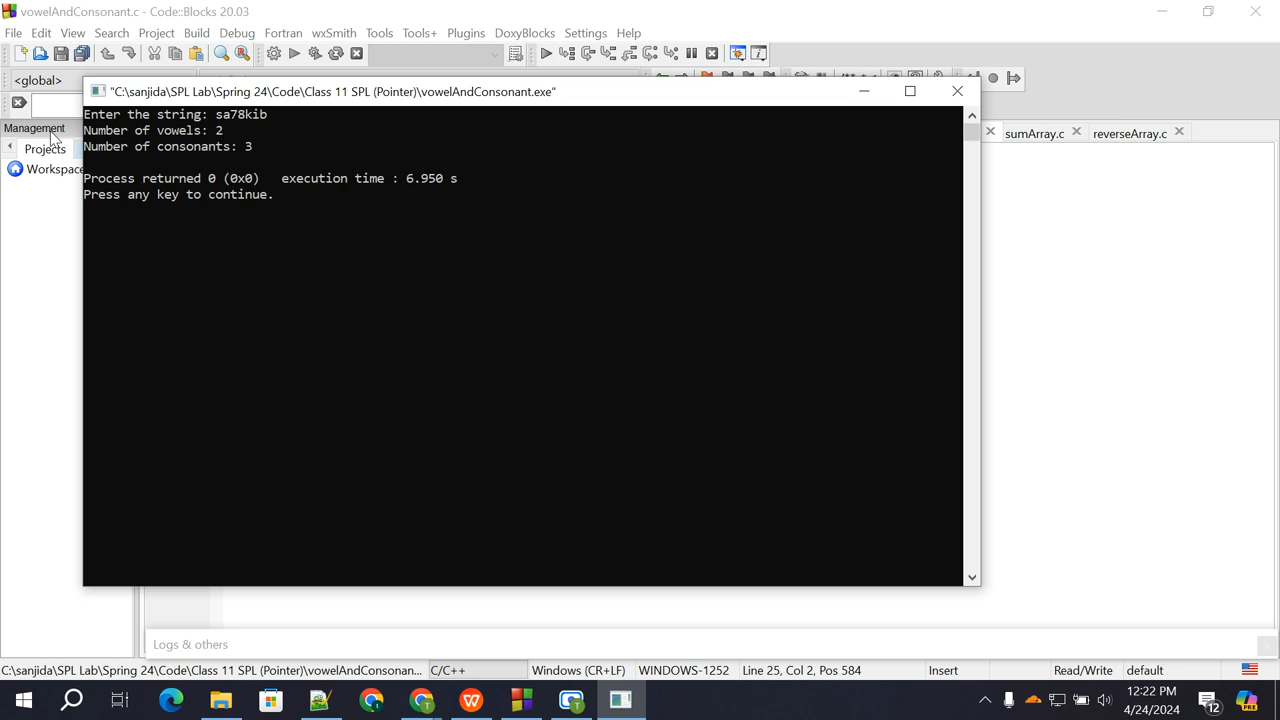 vowelAndConsonant.c - Code::Blocks 20.03
File Edit View Search Project Build Debug Fortran wxSmith Tools Tools+ Plugins DoxyBlocks Settings Help
<global>
"C:\sanjida\SPL Lab\Spring 24\Code\Class 11 SPL (Pointer)\vowelAndConsonant.exe"
Management
sumArray.c reverseArray.c
Projects
Workspace
Enter the string: sa78kib
Number of vowels: 2
Number of consonants: 3
Process returned 0 (0x0) execution time : 6.950 s
Press any key to continue.
Logs & others
C:\sanjida\SPL Lab\Spring 24\Code\Class 11 SPL (Pointer)\vowelAndConsonan... C/C++ Windows (CR+LF) WINDOWS-1252 Line 25, Col 2, Pos 584 Insert Read/Write default
12:22 PM
4/24/2024
12
PRE